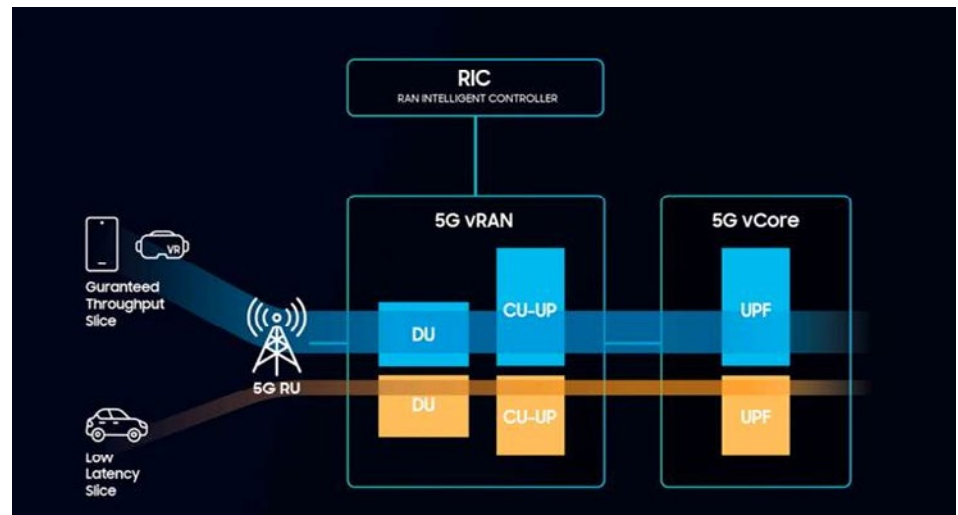 RIC
RAN INTELLIGENT CONTROLLER
5G vRAN
5G vCore
VR
Guranteed
Throughput
Slice
CU-UP
UPF
DU
5G RU
DU
CU-UP
UPF
Low
Latency
Slice